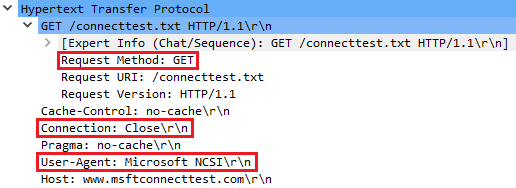 Hypertext Transfer Protocol
GET /connecttest.txt HTTP/1.1\r\n
[Expert Info (Chat/Sequence): GET /connecttest.txt HTTP/1.1\r\n]
Request Method: GET
Request URI: /connecttest.txt
Request Version: HTTP/1.1
Cache-Control: no-cache\r\n
Connection: Close\r\n
Pragma: no-cache\r\n
User-Agent: Microsoft NCSI\r\n
Host: www.msftconnecttest.com\r\n